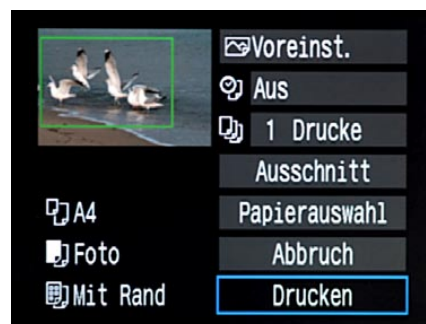 Voreinst.
Aus
1 Drucke
Ausschnitt
A4 Papierauswahl
Foto Abbruch
Mit Rand Drucken